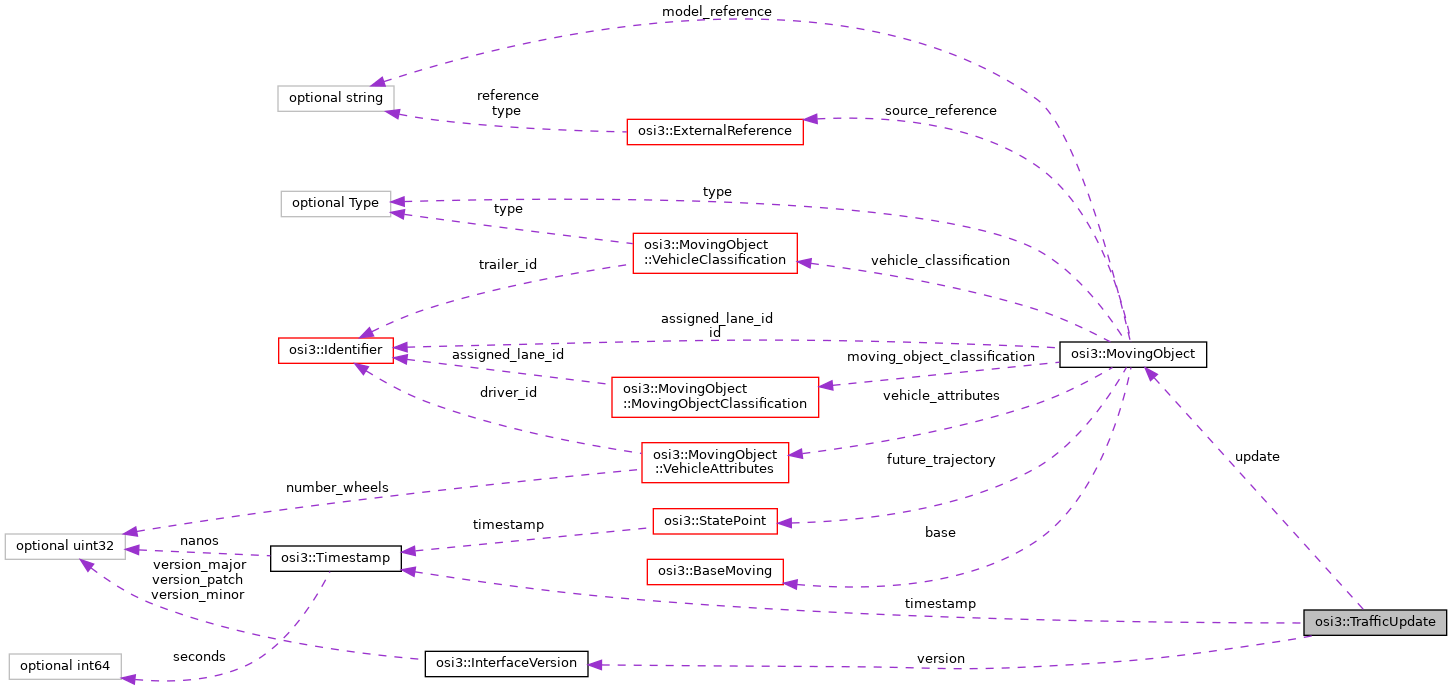 model_reference
optional string
reference
type
source_reference
osi3::ExternalReference
optional Type
type
type
osi3::MovingObject
::VehicleClassification
trailer_id
vehicle_classification
assigned_lane_id
id
osi3::Identifier
assigned_lane_id
moving_object_classification
osi3::MovingObject
osi3::MovingObject
::MovingObjectClassification
driver_id
vehicle_attributes
osi3::MovingObject
::VehicleAttributes
future_trajectory
update
number_wheels
osi3::StatePoint
timestamp
base
optional uint32
nanos
osi3::Timestamp
version_major
version_patch
version_minor
osi3::BaseMoving
timestamp
osi3::TrafficUpdate
seconds
optional int64
osi3::InterfaceVersion
version